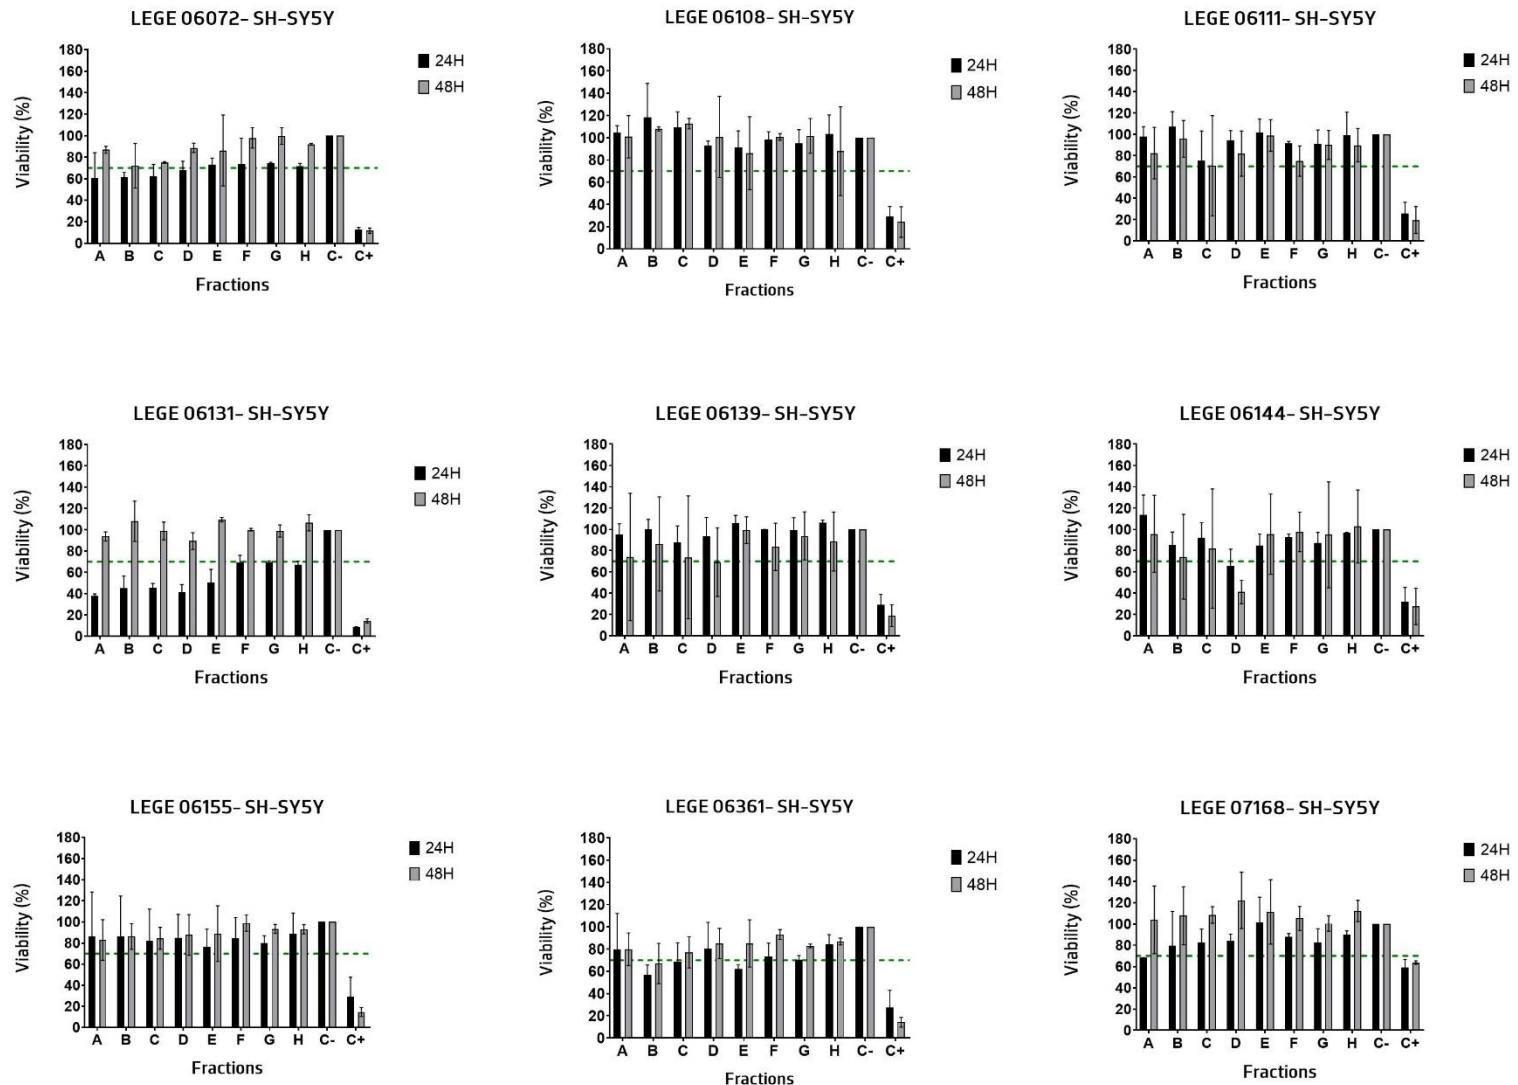 LEGE 06072- SH-SY5Y
180
160
140
120
100
80
60
40
20
0
Viability (%)
A B C D E F G H C- C+
Fractions
24H
48H
LEGE 06108- SH-SY5Y
180
160
140
120
100
80
60
40
20
0
Viability (%)
A B C D E F G H C- C+
Fractions
24H
48H
LEGE 06111- SH-SY5Y
180
160
140
120
100
80
60
40
20
0
Viability (%)
A B C D E F G H C- C+
Fractions
24H
48H
LEGE 06131- SH-SY5Y
180
160
140
120
100
80
60
40
20
0
Viability (%)
A B C D E F G H C- C+
Fractions
24H
48H
LEGE 06139- SH-SY5Y
180
160
140
120
100
80
60
40
20
0
Viability (%)
A B C D E F G H C- C+
Fractions
24H
48H
LEGE 06144- SH-SY5Y
180
160
140
120
100
80
60
40
20
0
Viability (%)
A B C D E F G H C- C+
Fractions
24H
48H
LEGE 06155- SH-SY5Y
180
160
140
120
100
80
60
40
20
0
Viability (%)
A B C D E F G H C- C+
Fractions
24H
48H
LEGE 06361- SH-SY5Y
180
160
140
120
100
80
60
40
20
0
Viability (%)
A B C D E F G H C- C+
Fractions
24H
48H
LEGE 07168- SH-SY5Y
180
160
140
120
100
80
60
40
20
0
Viability (%)
A B C D E F G H C- C+
Fractions
24H
48H